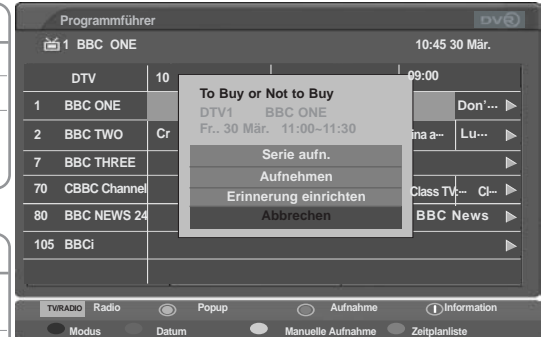 Programmführer DVR
1 BBC ONE 10:45 30 Mär.
DTV 10 09:00
1 BBC ONE Don'···
2 BBC TWO Cr ina a··· Lu···
7 BBC THREE
70 CBBC Channel Class TV:··· Cl···
80 BBC NEWS 24 BBC News
105 BBCi
To Buy or Not to Buy
DTV1 BBC ONE
Fr.. 30 Mär. 11:00~11:30
Serie aufn.
Aufnehmen
Erinnerung einrichten
Abbrechen
TV/RADIO Radio Popup Aufnahme Information
Modus Datum Manuelle Aufnahme Zeitplanliste